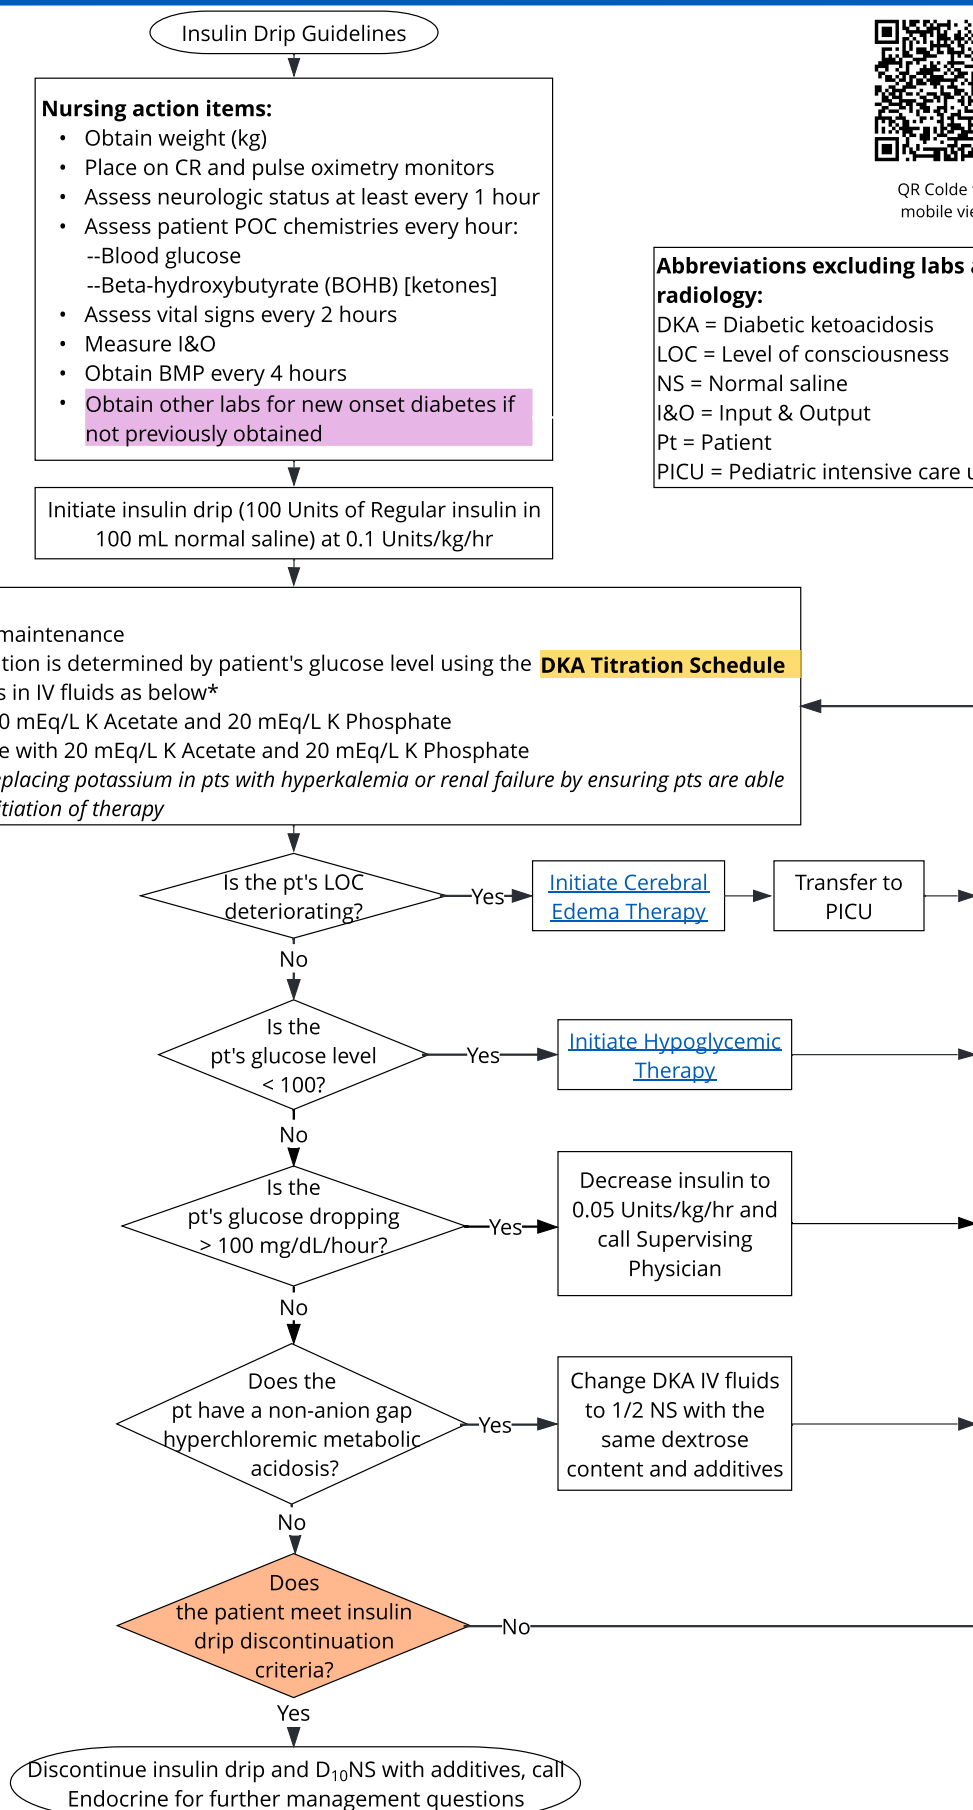 Insulin Drip Guidelines
Nursing action items:
• Obtain weight (kg)
• Place on CR and pulse oximetry monitors
• Assess neurologic status at least every 1 hour
• Assess patient POC chemistries every hour:
--Blood glucose
--Beta-hydroxybutyrate (BOHB) [ketones]
• Assess vital signs every 2 hours
• Measure I&O
• Obtain BMP every 4 hours
• Obtain other labs for new onset diabetes if
not previously obtained
QR Colde
mobile vie
Abbreviations excluding labs a
radiology:
DKA = Diabetic ketoacidosis
LOC = Level of consciousness
NS = Normal saline
I&O = Input & Output
Pt = Patient
PICU = Pediatric intensive care u
Initiate insulin drip (100 Units of Regular insulin in
100 mL normal saline) at 0.1 Units/kg/hr
maintenance
tion is determined by patient's glucose level using the DKA Titration Schedule
s in IV fluids as below*
0 mEq/L K Acetate and 20 mEq/L K Phosphate
e with 20 mEq/L K Acetate and 20 mEq/L K Phosphate
eplacing potassium in pts with hyperkalemia or renal failure by ensuring pts are able
itiation of therapy
Is the pt's LOC
deteriorating?
Yes
Initiate Cerebral
Edema Therapy
Transfer to
PICU
No
Is the
pt's glucose level
< 100?
Yes
Initiate Hypoglycemic
Therapy
No
Is the
pt's glucose dropping
> 100 mg/dL/hour?
Yes
Decrease insulin to
0.05 Units/kg/hr and
call Supervising
Physician
No
Does the
pt have a non-anion gap
hyperchloremic metabolic
acidosis?
Yes
Change DKA IV fluids
to 1/2 NS with the
same dextrose
content and additives
No
Does
the patient meet insulin
drip discontinuation
criteria?
No
Yes
Discontinue insulin drip and D₁₀NS with additives, call
Endocrine for further management questions